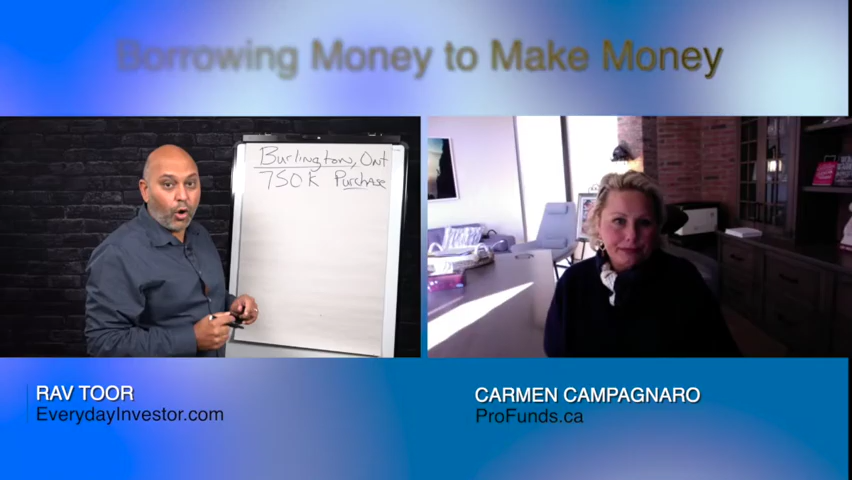 Borrowing Money to Make Money
Burlington, Ont
750K Purchase
RAV TOOR
EverydayInvestor.com
CARMEN CAMPAGNARO
ProFunds.ca